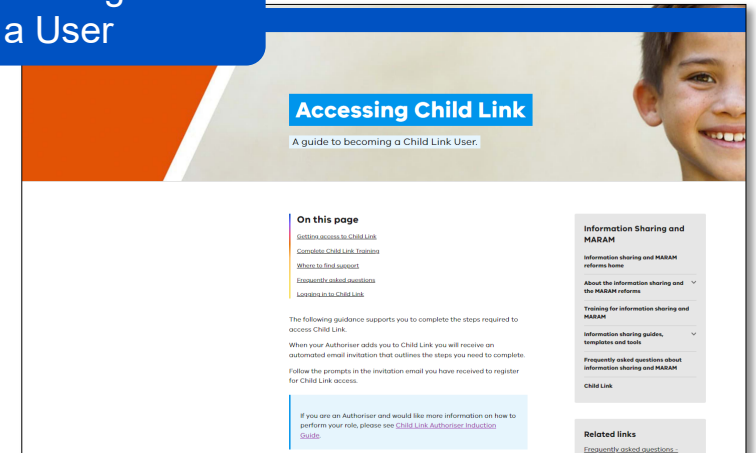 a User
Accessing Child Link
A guide to becoming a Child Link User.
On this page
Getting access to Child Link
Complete Child Link Training
Where to find support
Frequently asked questions
Logging in to Child Link
The following guidance supports you to complete the steps required to
access Child Link.
When your Authoriser adds you to Child Link you will receive an
automated email invitation that outlines the steps you need to complete.
Follow the prompts in the invitation email you have received to register
for Child Link access.
If you are an Authoriser and would like more information on how to
perform your role, please see Child Link Authoriser Induction
Guide.
Information Sharing and
MARAM
Information sharing and MARAM
reforms home
About the information sharing and
the MARAM reforms
Training for information sharing and
MARAM
Information sharing guides,
templates and tools
Frequently asked questions about
information sharing and MARAM
Child Link
Related links
Frequently asked questions -